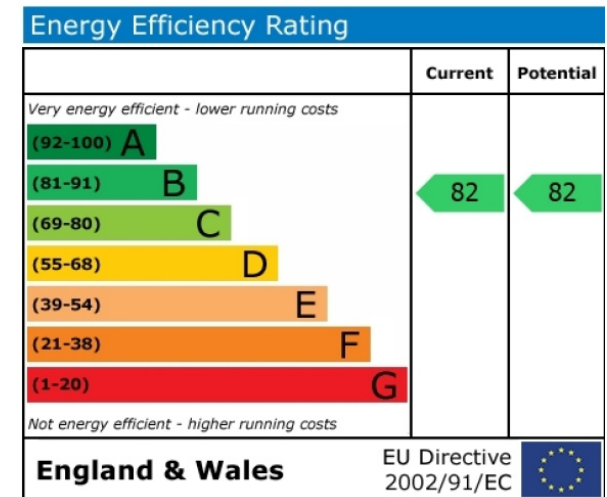 Energy Efficiency Rating
Current Potential
Very energy efficient - lower running costs
(92-100) A
(81-91) B
82 82
(69-80) C
(55-68) D
(39-54) E
(21-38) F
(1-20) G
Not energy efficient - higher running costs
England & Wales
EU Directive
2002/91/EC